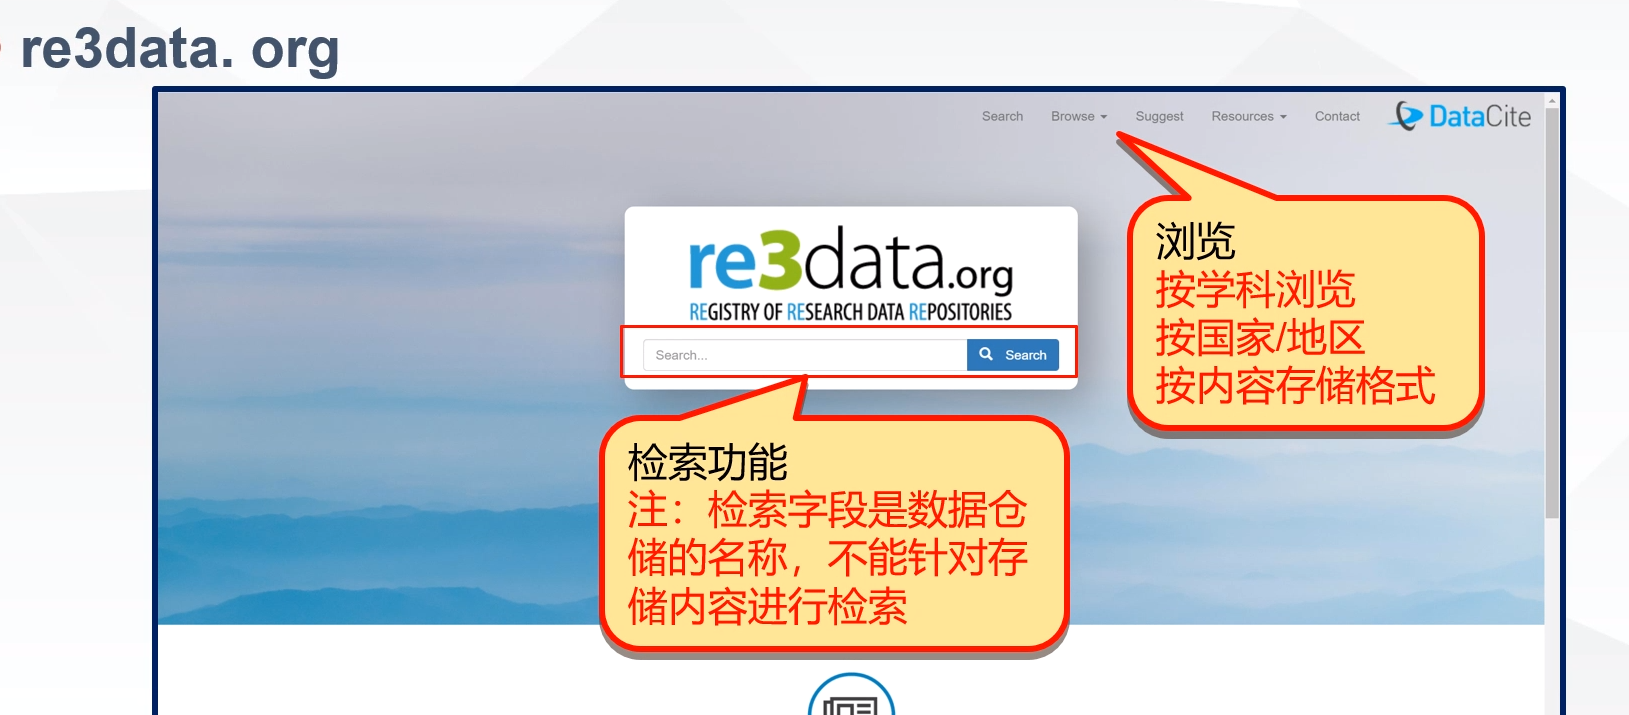 re3data. org
Search Browse Suggest Resources Contact DataCite
re3data.org
REGISTRY OF RESEARCH DATA REPOSITORIES
Search... Search
浏览
按学科浏览
按国家/地区
按内容存储格式
检索功能
注：检索字段是数据仓
储的名称，不能针对存
储内容进行检索